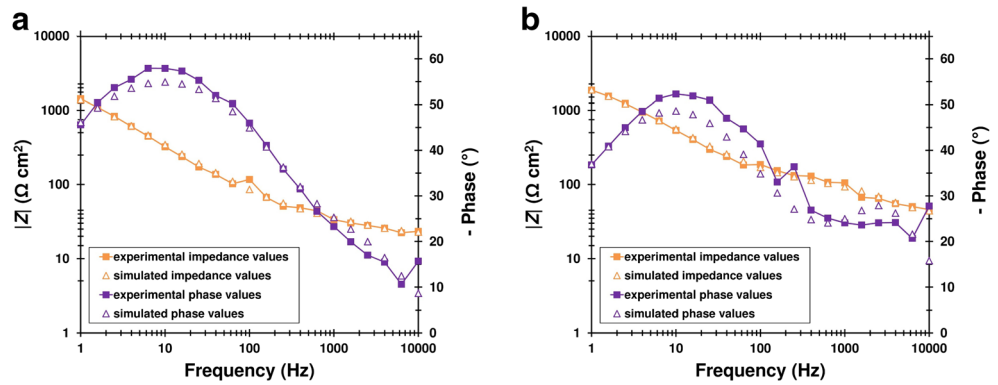 a
10000
1000
100
10
1
|Z| (Ω cm²)
60
50
40
30
20
10
0
- Phase (°)
experimental impedance values
simulated impedance values
experimental phase values
simulated phase values
1 10 100 1000 10000
Frequency (Hz)
b
10000
1000
100
10
1
|Z| (Ω cm²)
60
50
40
30
20
10
0
- Phase (°)
experimental impedance values
simulated impedance values
experimental phase values
simulated phase values
1 10 100 1000 10000
Frequency (Hz)